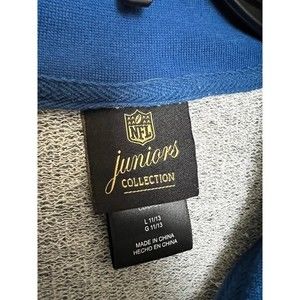 NFL
juniors
COLLECTION
L 11/13
G 11/13
MADE IN CHINA
HECHO EN CHINA